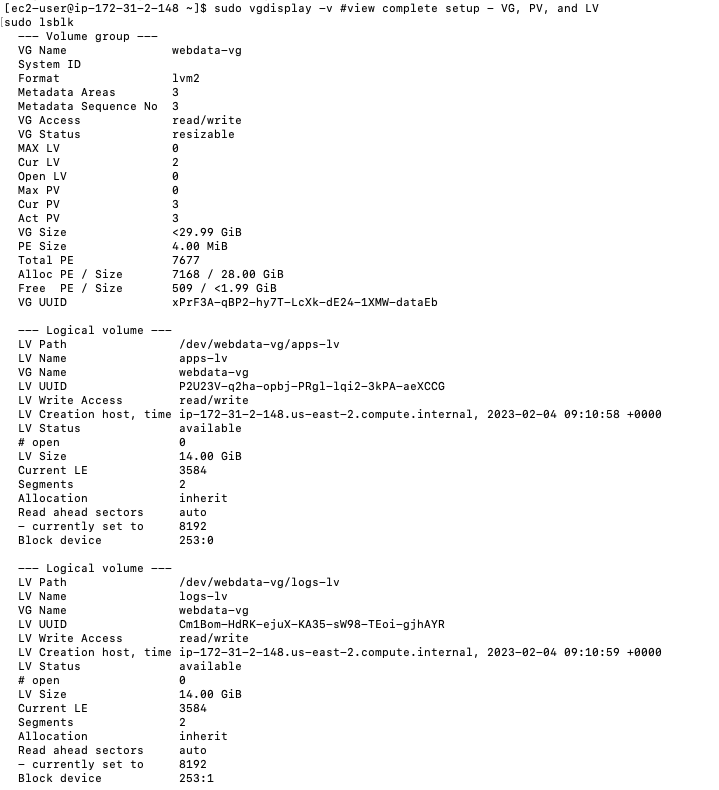 [ec2-user@ip-172-31-2-148 ~]$ sudo vgdisplay -v #view complete setup - VG, PV, and LV
[sudo lsblk
--- Volume group ---
VG Name webdata-vg
System ID
Format lvm2
Metadata Areas 3
Metadata Sequence No 3
VG Access read/write
VG Status resizable
MAX LV 0
Cur LV 2
Open LV 0
Max PV 0
Cur PV 3
Act PV 3
VG Size <29.99 GiB
PE Size 4.00 MiB
Total PE 7677
Alloc PE / Size 7168 / 28.00 GiB
Free PE / Size 509 / <1.99 GiB
VG UUID xPrF3A-qBP2-hy7T-LcXk-dE24-1XMW-dataEb
--- Logical volume ---
LV Path /dev/webdata-vg/apps-lv
LV Name apps-lv
VG Name webdata-vg
LV UUID P2U23V-q2ha-opbj-PRgl-lqi2-3kPA-aeXCCG
LV Write Access read/write
LV Creation host, time ip-172-31-2-148.us-east-2.compute.internal, 2023-02-04 09:10:58 +0000
LV Status available
# open 0
LV Size 14.00 GiB
Current LE 3584
Segments 2
Allocation inherit
Read ahead sectors auto
- currently set to 8192
Block device 253:0
--- Logical volume ---
LV Path /dev/webdata-vg/logs-lv
LV Name logs-lv
VG Name webdata-vg
LV UUID Cm1Bom-HdRK-ejuX-KA35-sW98-TEoi-gjhAYR
LV Write Access read/write
LV Creation host, time ip-172-31-2-148.us-east-2.compute.internal, 2023-02-04 09:10:59 +0000
LV Status available
# open 0
LV Size 14.00 GiB
Current LE 3584
Segments 2
Allocation inherit
Read ahead sectors auto
- currently set to 8192
Block device 253:1